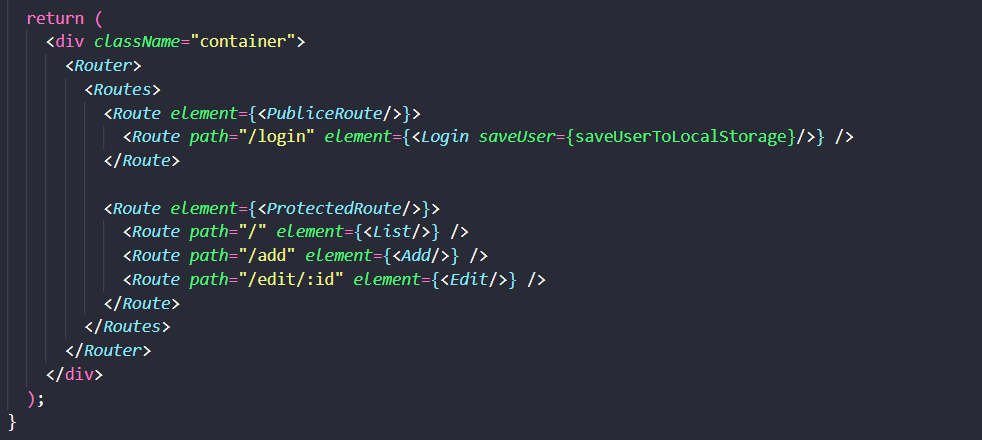 return (
<div className="container">
<Router>
<Routes>
<Route element={<PubliceRoute/>}>
<Route path="/login" element={<Login saveUser={saveUserToLocalStorage}/>} />
</Route>
<Route element={<ProtectedRoute/>}>
<Route path="/" element={<List/>} />
<Route path="/add" element={<Add/>} />
<Route path="/edit/:id" element={<Edit/>} />
</Route>
</Routes>
</Router>
</div>
);
}